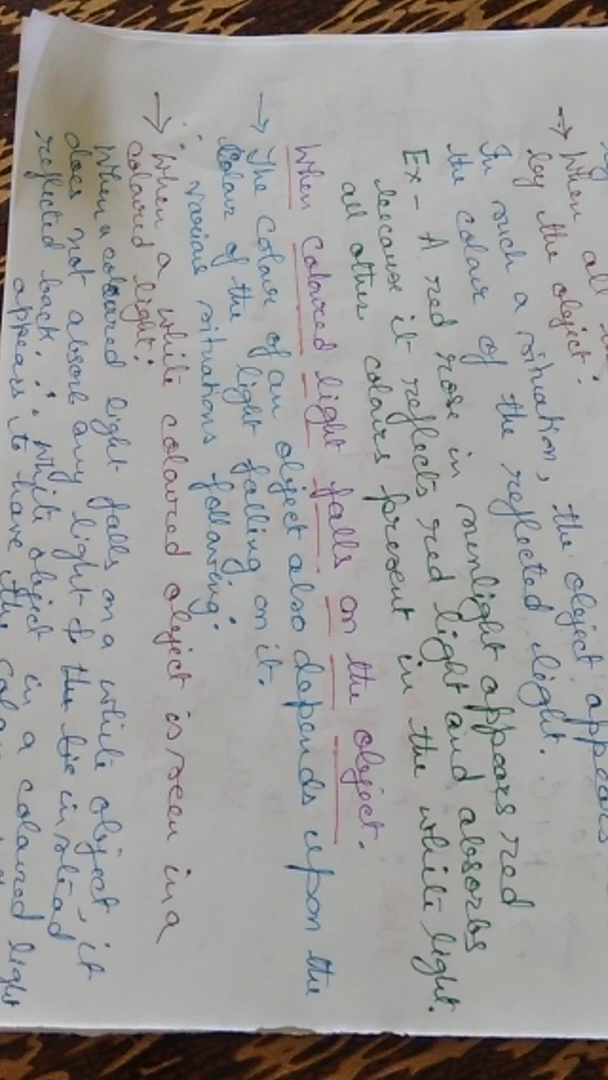 → When all
by the object:
In such a situation, the object appears
the colour of the reflected light.
Ex - A red rose in sunlight appears red
because it reflects red light and absorbs
all other colours present in the white light.
When coloured light falls on the object.
→ The colour of an object also depends upon the
colour of the light falling on it.
∴ various situations following:
→ When a white coloured object is seen in a
coloured light:
When a coloured light falls on a white object, it
does not absorb any light & the instead
reflected back. ∴ white object in a coloured light
appears to have the